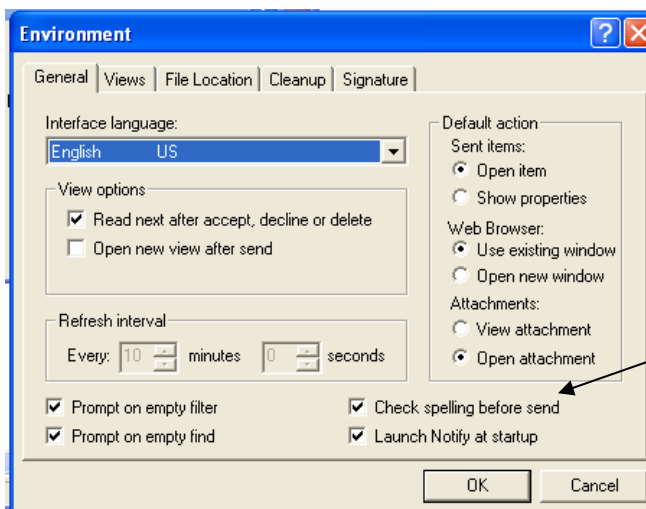 Environment
General Views File Location Cleanup Signature
Interface language:
English US
View options
Read next after accept, decline or delete
Open new view after send
Refresh interval
Every: 10 minutes 0 seconds
Default action
Sent items:
Open item
Show properties
Web Browser:
Use existing window
Open new window
Attachments:
View attachment
Open attachment
Prompt on empty filter
Check spelling before send
Prompt on empty find
Launch Notify at startup
OK Cancel